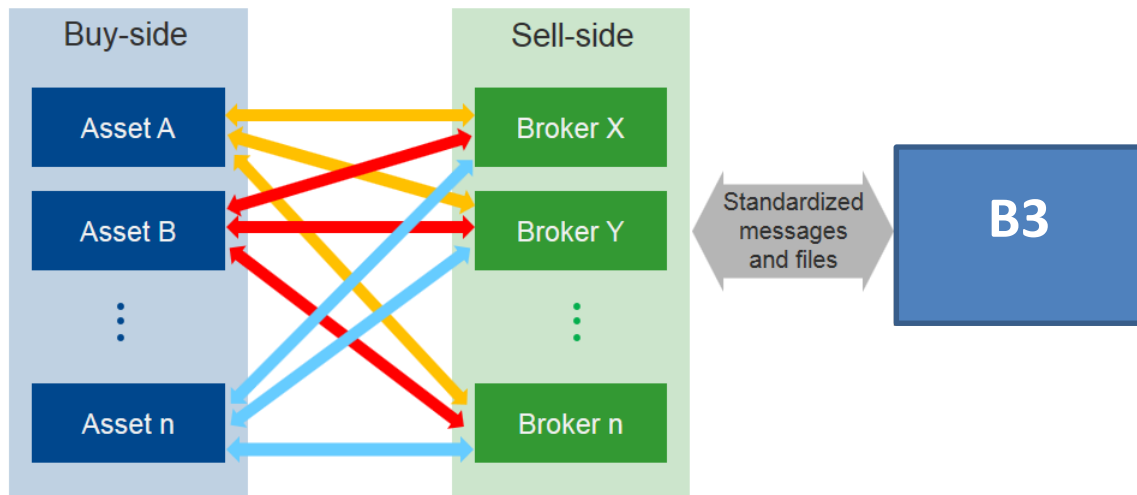 Buy-side
Sell-side
Asset A
Broker X
Asset B
Broker Y
Standardized
messages
and files
B3
Asset n
Broker n